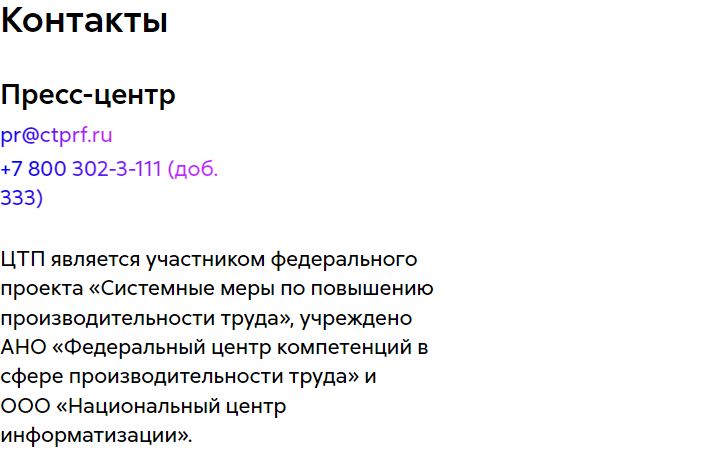 Контакты
Пресс-центр
pr@ctprf.ru
+7 800 302-3-111 (доб.
333)
ЦТП является участником федерального
проекта «Системные меры по повышению
производительности труда», учреждено
АНО «Федеральный центр компетенций в
сфере производительности труда» и
ООО «Национальный центр
информатизации».